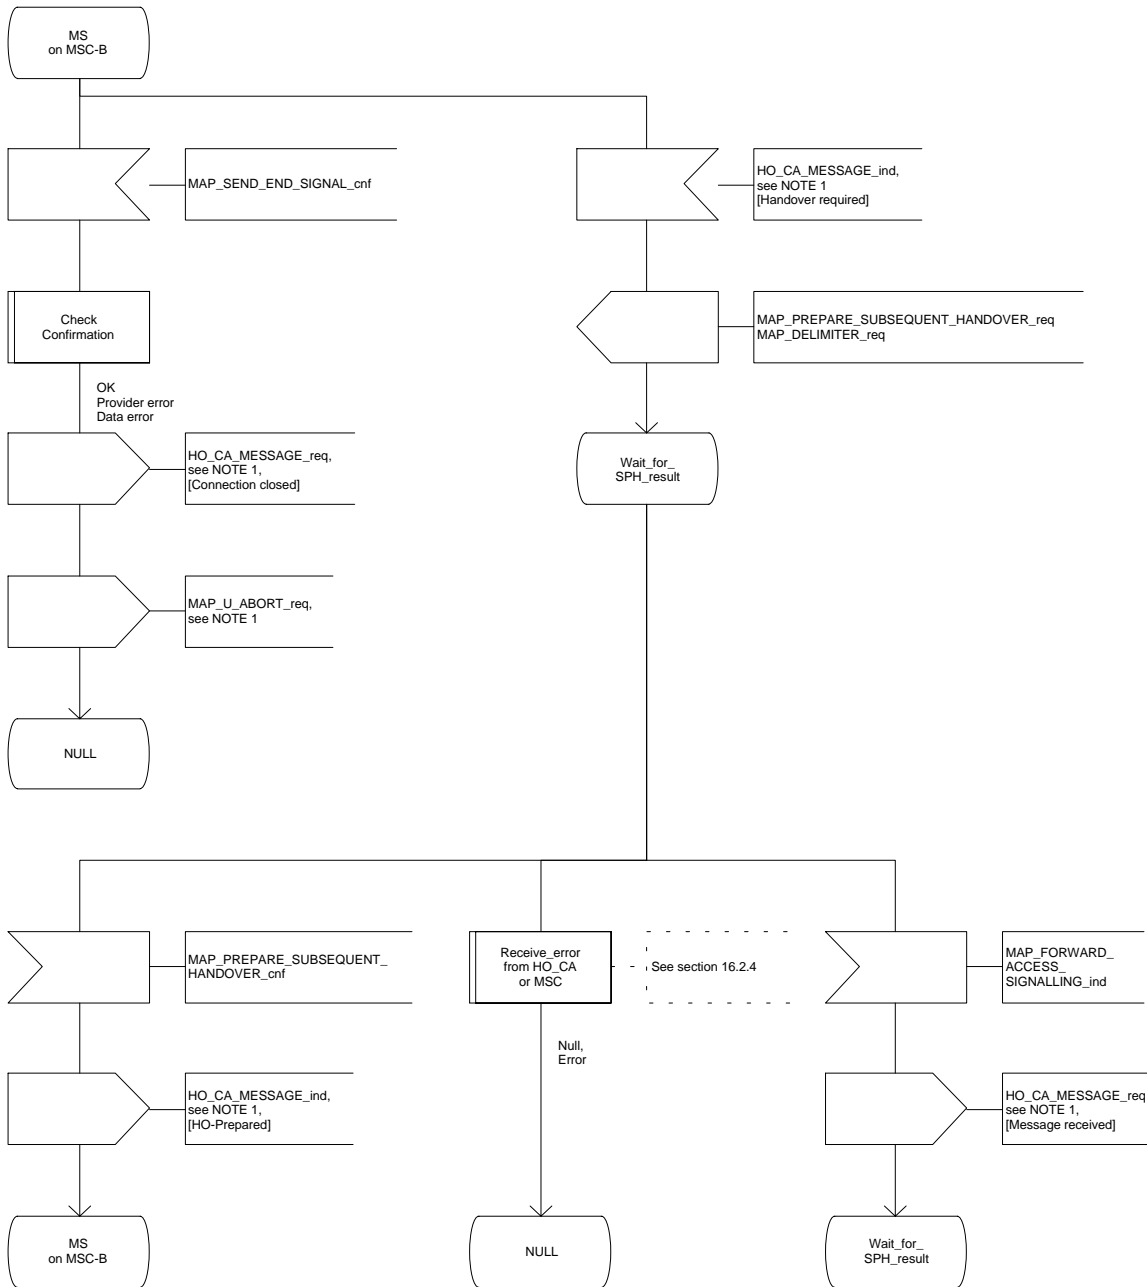 MS
on MSC-B
MAP_SEND_END_SIGNAL_cnf
HO_CA_MESSAGE_ind,
see NOTE 1
[Handover required]
Check
Confirmation
MAP_PREPARE_SUBSEQUENT_HANDOVER_req
MAP_DELIMITER_req
OK
Provider error
Data error
HO_CA_MESSAGE_req,
see NOTE 1,
[Connection closed]
Wait_for_
SPH_result
MAP_U_ABORT_req,
see NOTE 1
NULL
MAP_PREPARE_SUBSEQUENT_
HANDOVER_cnf
Receive_error
from HO_CA
or MSC
See section 16.2.4
MAP_FORWARD_
ACCESS_
SIGNALLING_ind
Null,
Error
HO_CA_MESSAGE_ind,
see NOTE 1,
[HO-Prepared]
HO_CA_MESSAGE_req
see NOTE 1,
[Message received]
MS
on MSC-B
NULL
Wait_for_
SPH_result